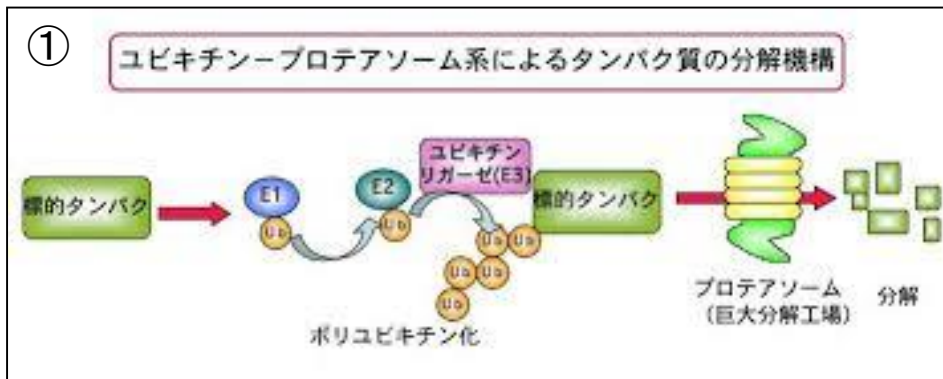 ①
ユビキチンープロテアソーム系によるタンパク質の分解機構
標的タンパク
E1
Ub
E2
Ub
ユビキチン
リガーゼ(E3)
標的タンパク
Ub
Ub
Ub
Ub
Ub
Ub
ポリユビキチン化
プロテアソーム
(巨大分解工場)
分解